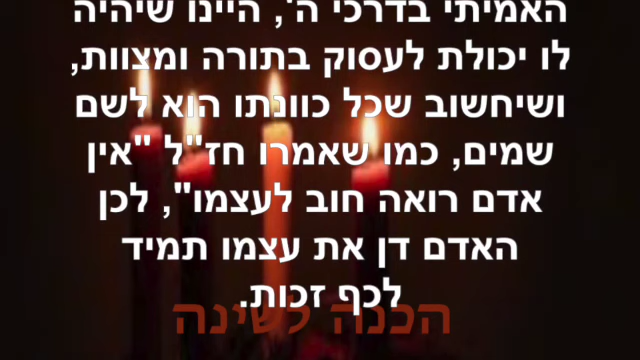 האמיתי בדרכי ה', היינו שיהיה
לו יכולת לעסוק בתורה ומצוות,
ושיחשוב שכל כוונתו הוא לשם
שמים, כמו שאמרו חז"ל "אין
אדם רואה חוב לעצמו", לכן
האדם דן את עצמו תמיד
לכף זכות.
הכנה לשינה